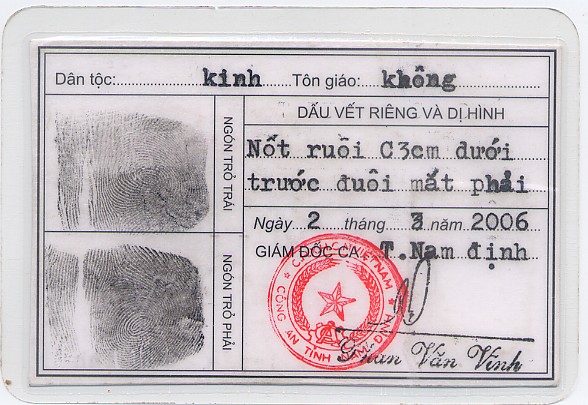 Dân tộc: kinh Tôn giáo: không
DẤU VẾT RIÊNG VÀ DỊ HÌNH
NGÓN TRỎ TRÁI
Nốt ruồi C3cm dưới
trước đuôi mắt phải
Ngày 2 tháng 3 năm 2006
NGÓN TRỎ PHẢI
GIÁM ĐỐC CA T.Nam định
CÔNG AN TỈNH NAM ĐỊNH
Văn Vĩnh